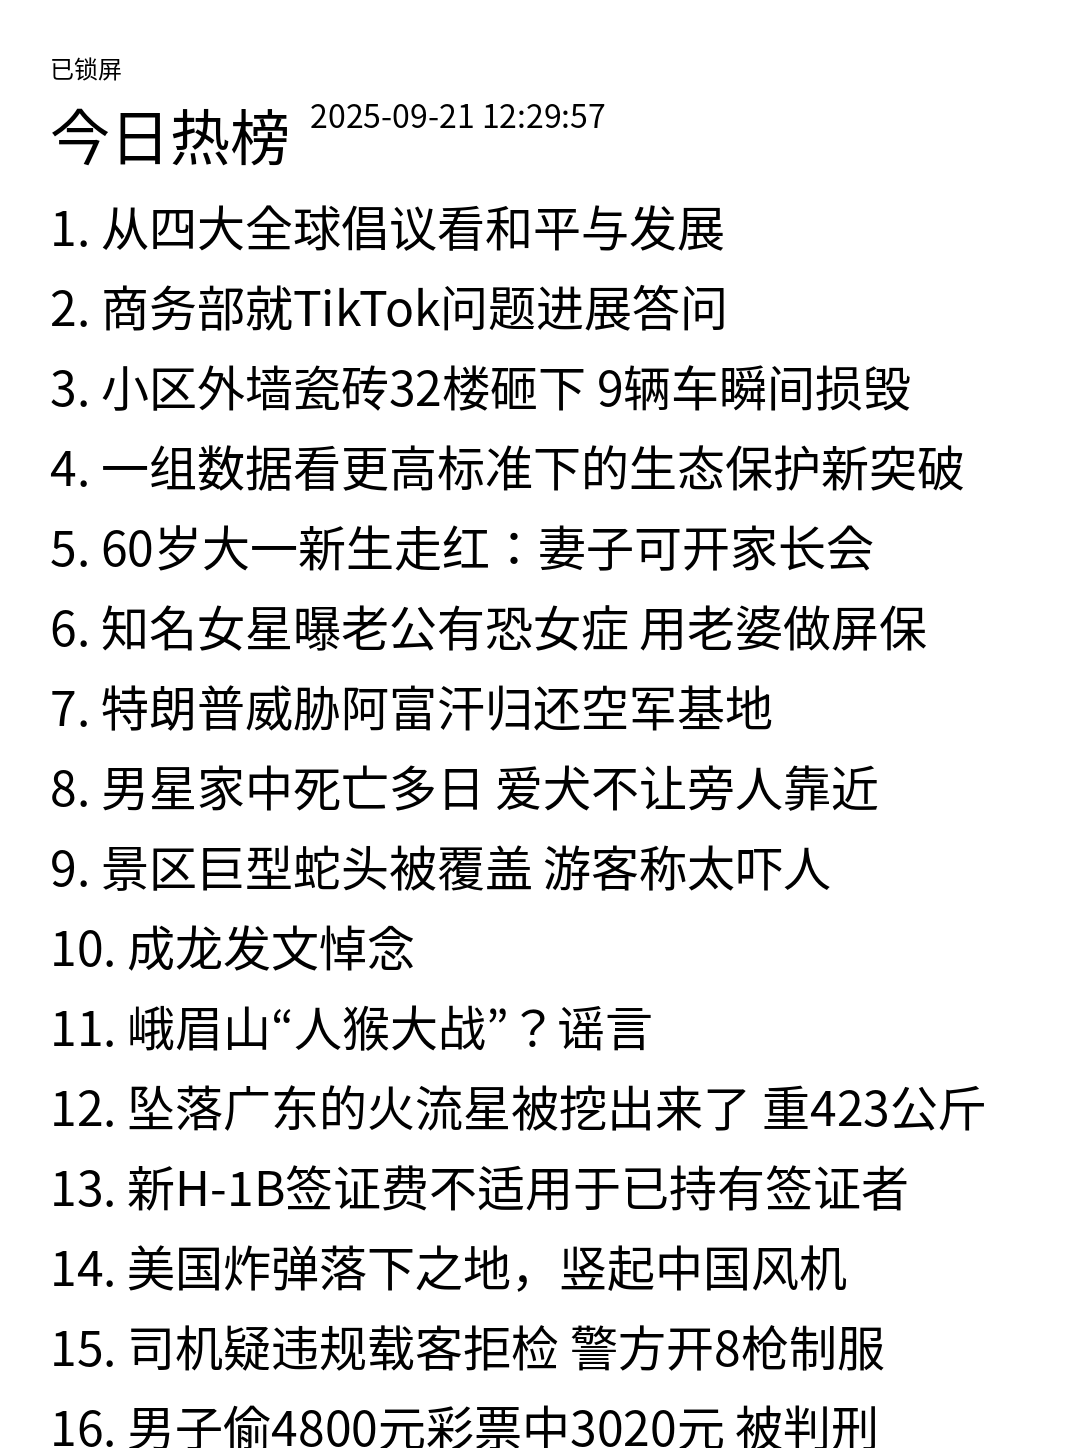 已锁屏
今日热榜 2025-09-21 12:29:57
1. 从四大全球倡议看和平与发展
2. 商务部就TikTok问题进展答问
3. 小区外墙瓷砖32楼砸下 9辆车瞬间损毁
4. 一组数据看更高标准下的生态保护新突破
5. 60岁大一新生走红：妻子可开家长会
6. 知名女星曝老公有恐女症 用老婆做屏保
7. 特朗普威胁阿富汗归还空军基地
8. 男星家中死亡多日 爱犬不让旁人靠近
9. 景区巨型蛇头被覆盖 游客称太吓人
10. 成龙发文悼念
11. 峨眉山“人猴大战”？谣言
12. 坠落广东的火流星被挖出来了 重423公斤
13. 新H-1B签证费不适用于已持有签证者
14. 美国炸弹落下之地，竖起中国风机
15. 司机疑违规载客拒检 警方开8枪制服
16. 男子偷4800元彩票中3020元 被判刑